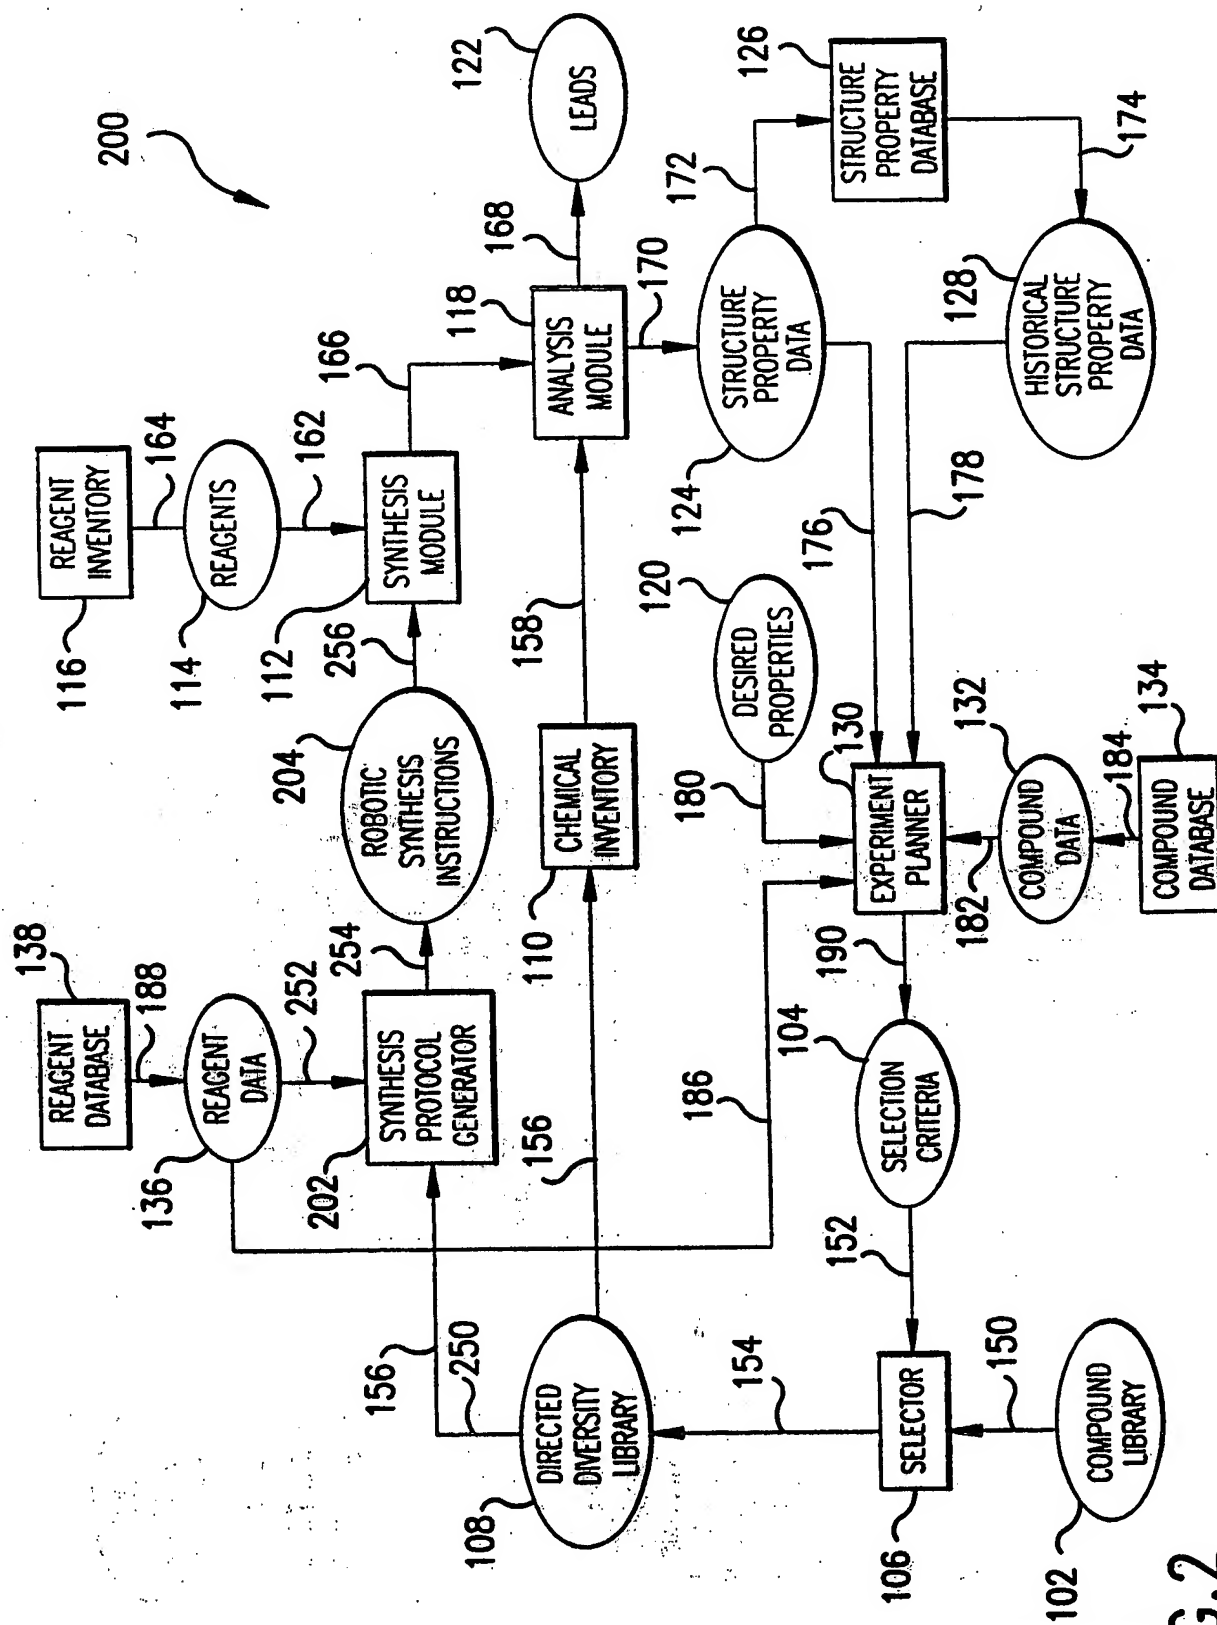 200
138
REAGENT
DATABASE
188
136
REAGENT
DATA
252
116
REAGENT
INVENTORY
164
114
REAGENTS
162
202
SYNTHESIS
PROTOCOL
GENERATOR
254
204
ROBOTIC
SYNTHESIS
INSTRUCTIONS
256
112
SYNTHESIS
MODULE
166
156
250
108
DIRECTED
DIVERSITY
LIBRARY
156
110
CHEMICAL
INVENTORY
158
118
ANALYSIS
MODULE
168
122
LEADS
170
186
154
180
120
DESIRED
PROPERTIES
124
STRUCTURE
PROPERTY
DATA
172
126
STRUCTURE
PROPERTY
DATABASE
176
178
174
128
HISTORICAL
STRUCTURE
PROPERTY
DATA
106
SELECTOR
152
104
SELECTION
CRITERIA
190
130
EXPERIMENT
PLANNER
102
COMPOUND
LIBRARY
150
182
132
COMPOUND
DATA
184
134
COMPOUND
DATABASE
G.2